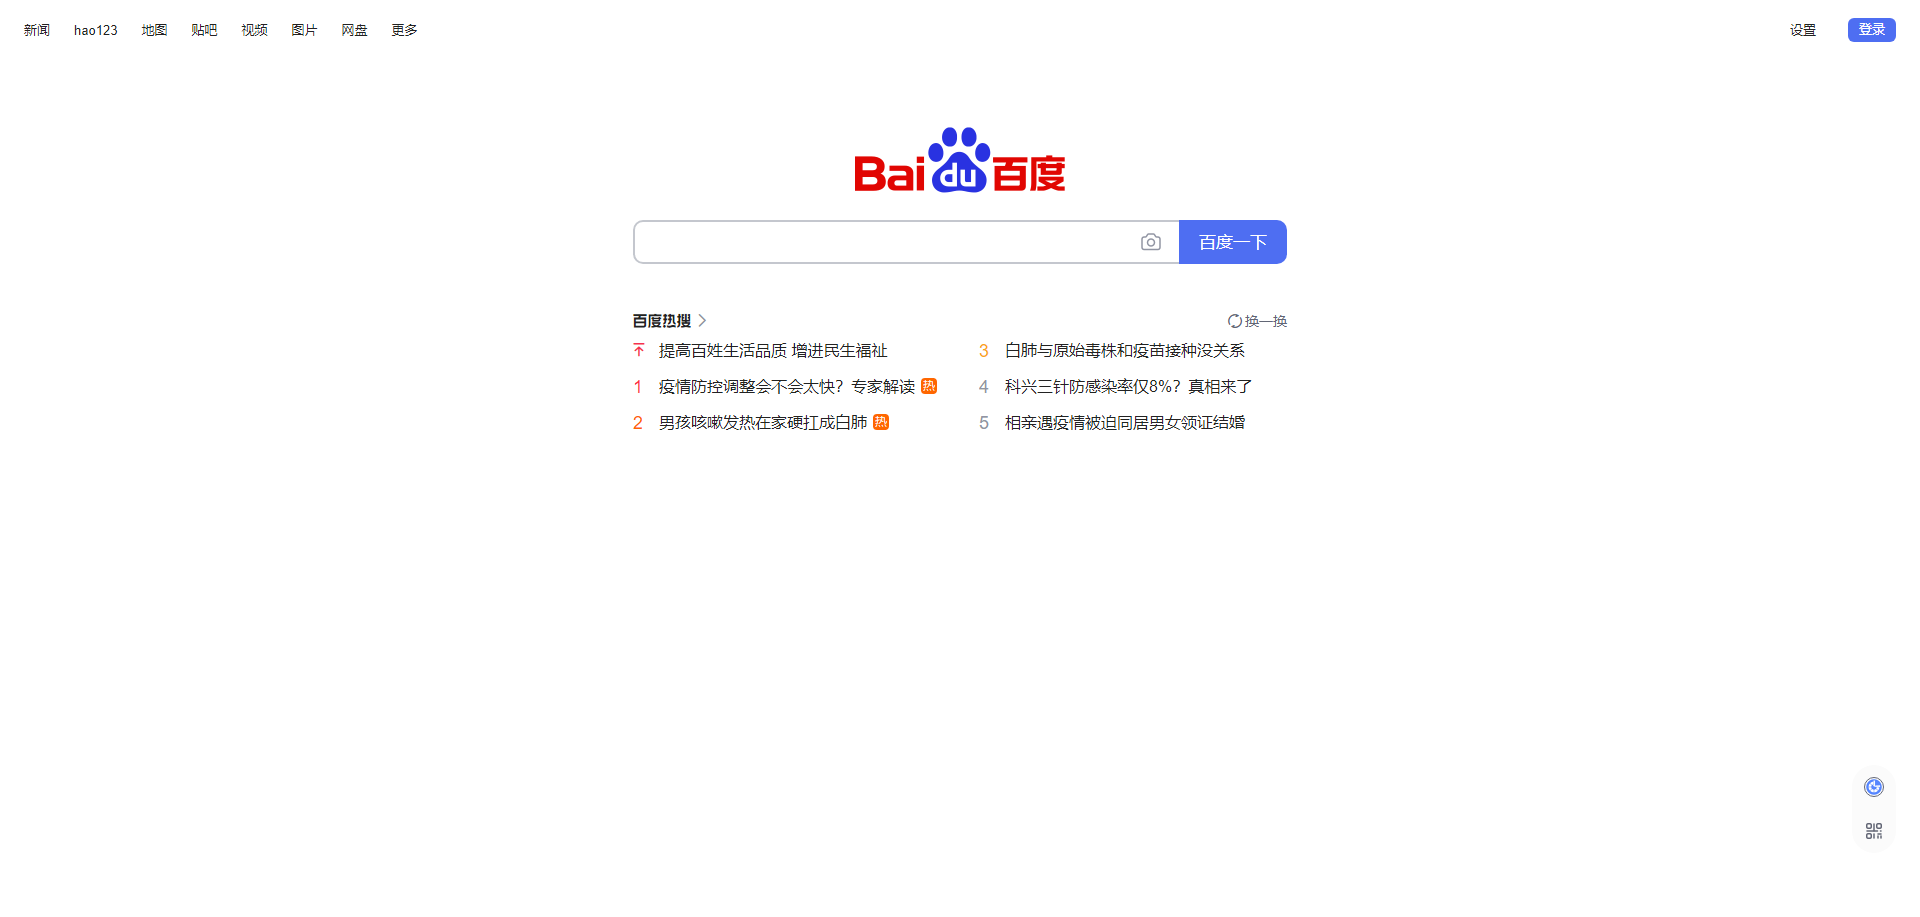 新闻 hao123 地图 贴吧 视频 图片 网盘 更多 设置 登录
Bai du 百度
百度一下
百度热搜 换一换
提高百姓生活品质 增进民生福祉
1 疫情防控调整会不会太快？专家解读 热
2 男孩咳嗽发热在家硬扛成白肺 热
3 白肺与原始毒株和疫苗接种没关系
4 科兴三针防感染率仅8%？真相来了
5 相亲遇疫情被迫同居男女领证结婚